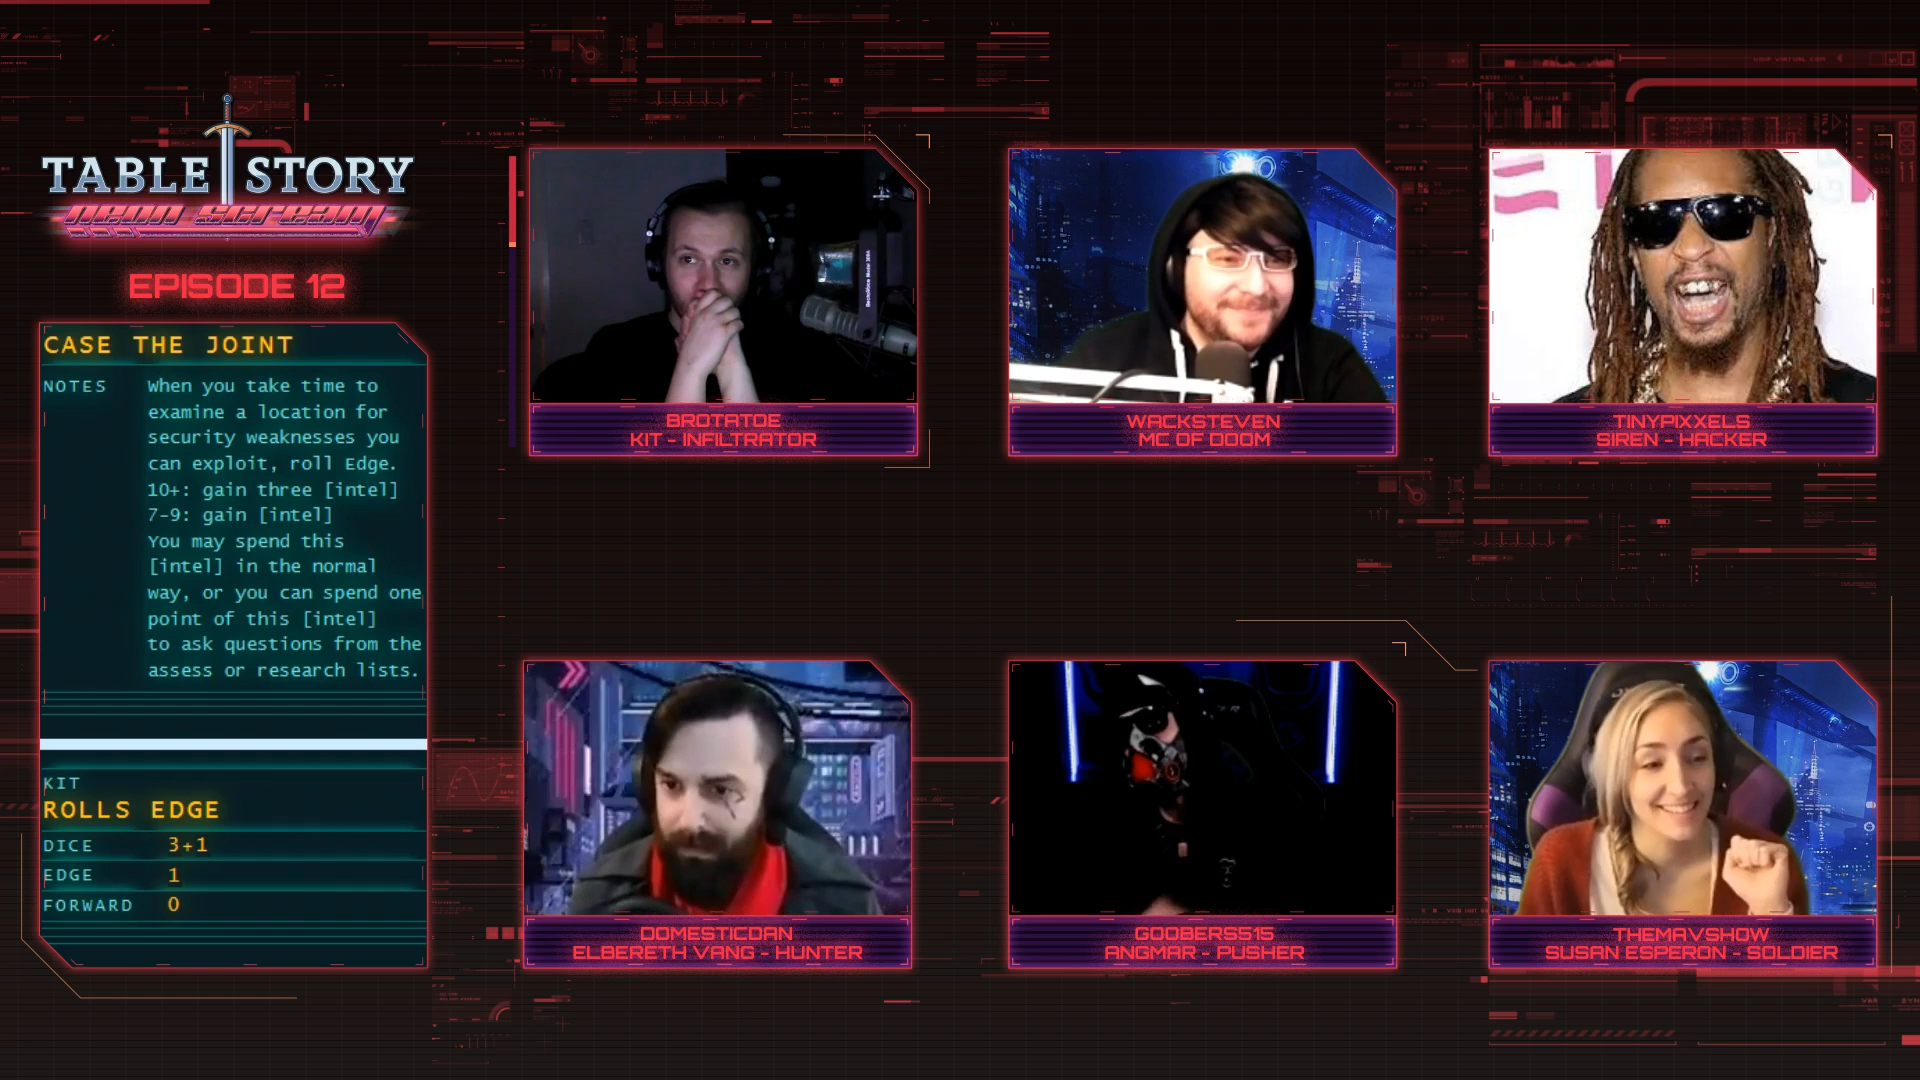 TABLE STORY
neon scream
EPISODE 12
CASE THE JOINT
NOTES
When you take time to
examine a location for
security weaknesses you
can exploit, roll Edge.
10+: gain three [intel]
7-9: gain [intel]
You may spend this
[intel] in the normal
way, or you can spend one
point of this [intel]
to ask questions from the
assess or research lists.
KIT
ROLLS EDGE
DICE 3+1
EDGE 1
FORWARD 0
BROTATOE
KIT - INFILTRATOR
WACKSTEVEN
MC OF DOOM
TINYPIXXELS
SIREN - HACKER
DOMESTICDAN
ELBERETH VANG - HUNTER
GOOBERS515
ANGMAR - PUSHER
THEMAVSHOW
SUSAN ESPERON - SOLDIER